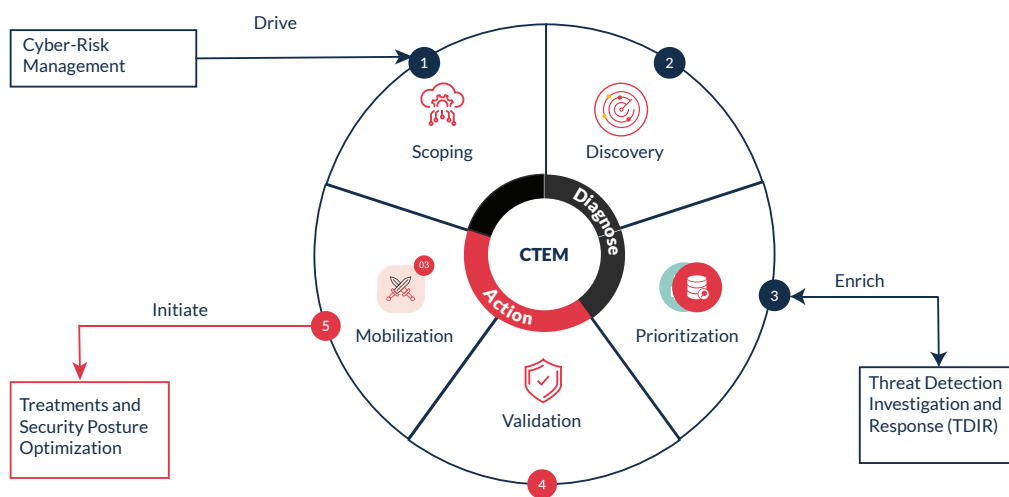 Drive
Cyber-Risk
Management
1
2
Scoping
Discovery
Diagnose
CTEM
Action
03
Mobilization
Prioritization
3
Enrich
Initiate
5
Validation
4
Treatments and
Security Posture
Optimization
Threat Detection
Investigation and
Response (TDIR)